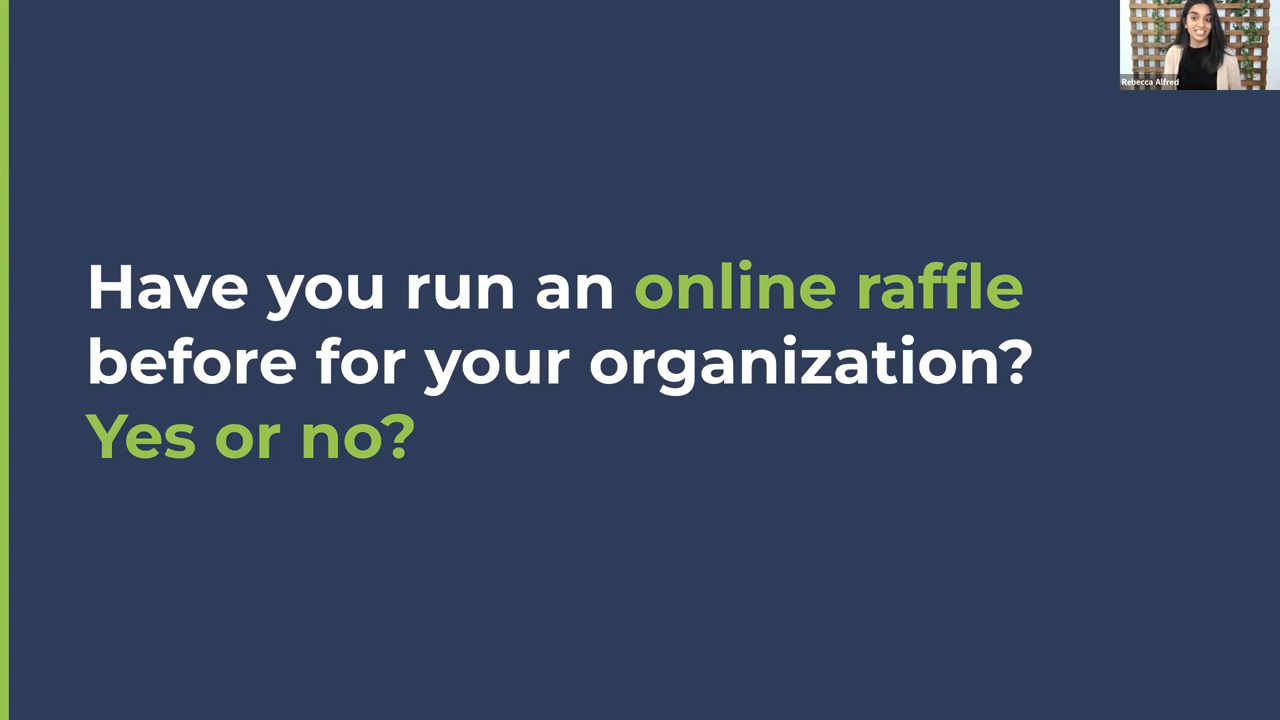 Rebecca Alfred
Have you run an online raffle
before for your organization?
Yes or no?